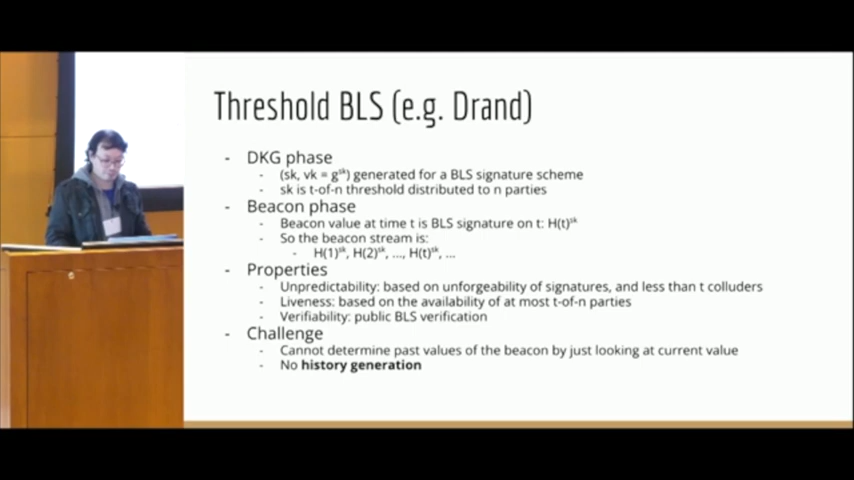 Threshold BLS (e.g. Drand)
- DKG phase
- (sk, vk = g^sk) generated for a BLS signature scheme
- sk is t-of-n threshold distributed to n parties
- Beacon phase
- Beacon value at time t is BLS signature on t: H(t)^sk
- So the beacon stream is:
- H(1)^sk, H(2)^sk, ..., H(t)^sk, ...
- Properties
- Unpredictability: based on unforgeability of signatures, and less than t colluders
- Liveness: based on the availability of at most t-of-n parties
- Verifiability: public BLS verification
- Challenge
- Cannot determine past values of the beacon by just looking at current value
- No history generation